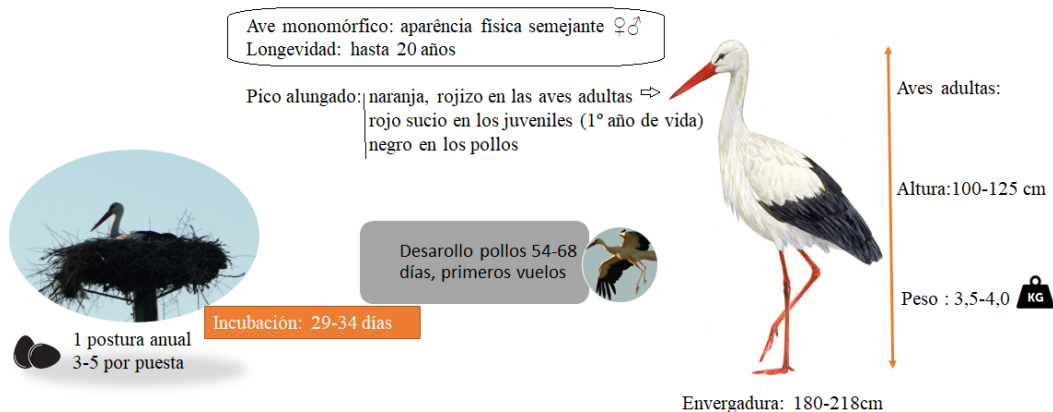 Ave monomórfico: aparência física semejante ♀♂
Longevidad: hasta 20 años
Pico alungado: naranja, rojizo en las aves adultas ⇨
rojo sucio en los juveniles (1º año de vida)
negro en los pollos
Aves adultas:
Altura:100-125 cm
Peso : 3,5-4,0 KG
Desarollo pollos 54-68
días, primeros vuelos
Incubación: 29-34 días
1 postura anual
3-5 por puesta
Envergadura: 180-218cm